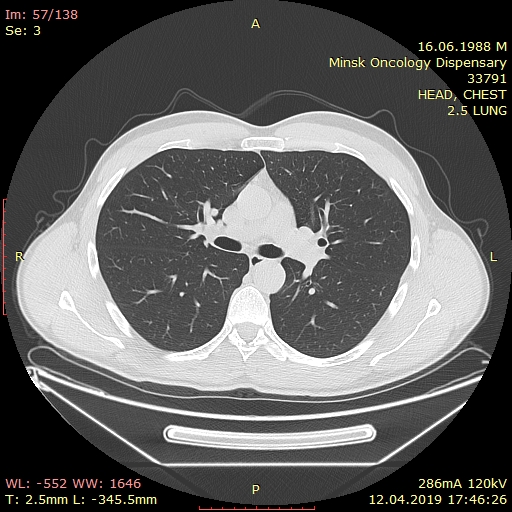 Im: 57/138
Se: 3
A
16.06.1988 M
Minsk Oncology Dispensary
33791
HEAD, CHEST
2.5 LUNG
R
L
WL: -552 WW: 1646
T: 2.5mm L: -345.5mm
P
286mA 120kV
12.04.2019 17:46:26